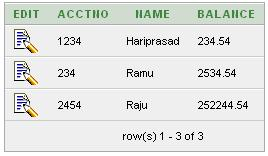 EDIT ACCTNO NAME BALANCE
1234 Hariprasad 234.54
234 Ramu 2534.54
2454 Raju 252244.54
row(s) 1 - 3 of 3